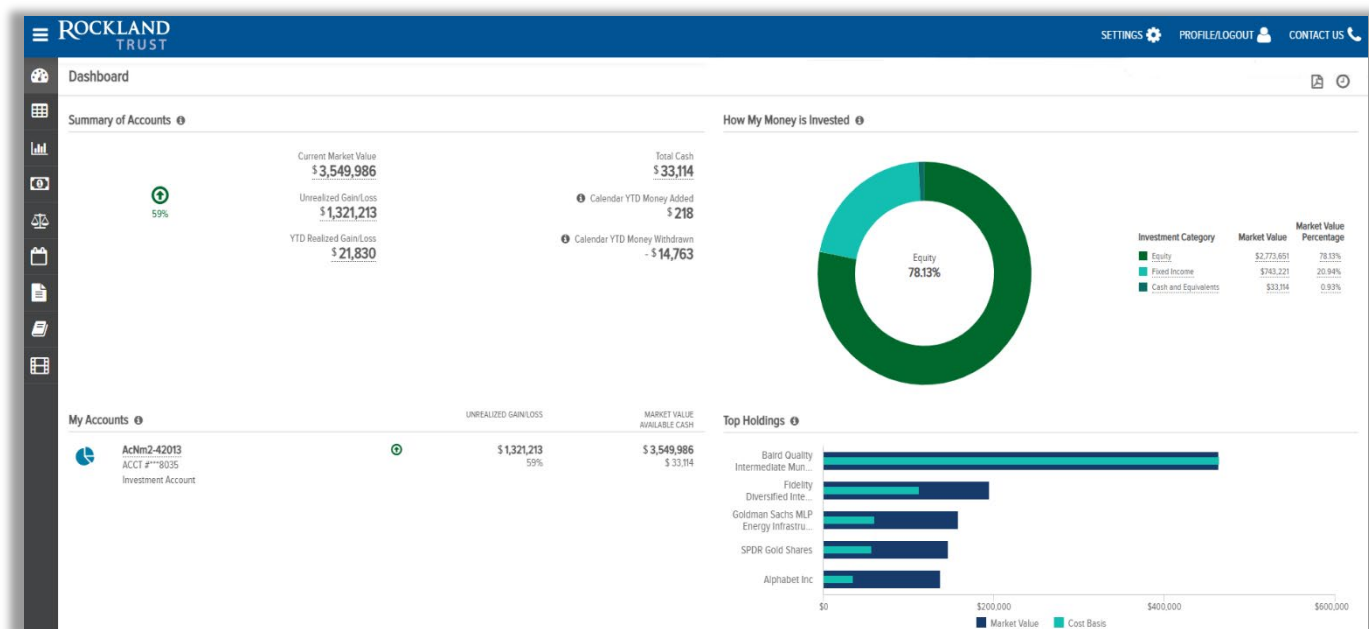 ROCKLAND
TRUST
SETTINGS
PROFILE/LOGOUT
CONTACT US
Dashboard
Summary of Accounts
59%
Current Market Value
$3,549,986
Unrealized Gain/Loss
$1,321,213
YTD Realized Gain/Loss
$21,830
Total Cash
$33,114
Calendar YTD Money Added
$218
Calendar YTD Money Withdrawn
- $14,763
How My Money is Invested
Equity
78.13%
Investment Category Market Value Market Value Percentage
Equity $2,773,651 78.13%
Fixed Income $743,221 20.94%
Cash and Equivalents $33,114 0.93%
My Accounts
UNREALIZED GAIN/LOSS
MARKET VALUE
AVAILABLE CASH
AcNm2-42013 $1,321,213 $3,549,986
ACCT #***8035 59% $33,114
Investment Account
Top Holdings
Baird Quality
Intermediate Mun...
Fidelity
Diversified Inte...
Goldman Sachs MLP
Energy Infrastru...
SPDR Gold Shares
Alphabet Inc
$0 $200,000 $400,000 $600,000
Market Value Cost Basis